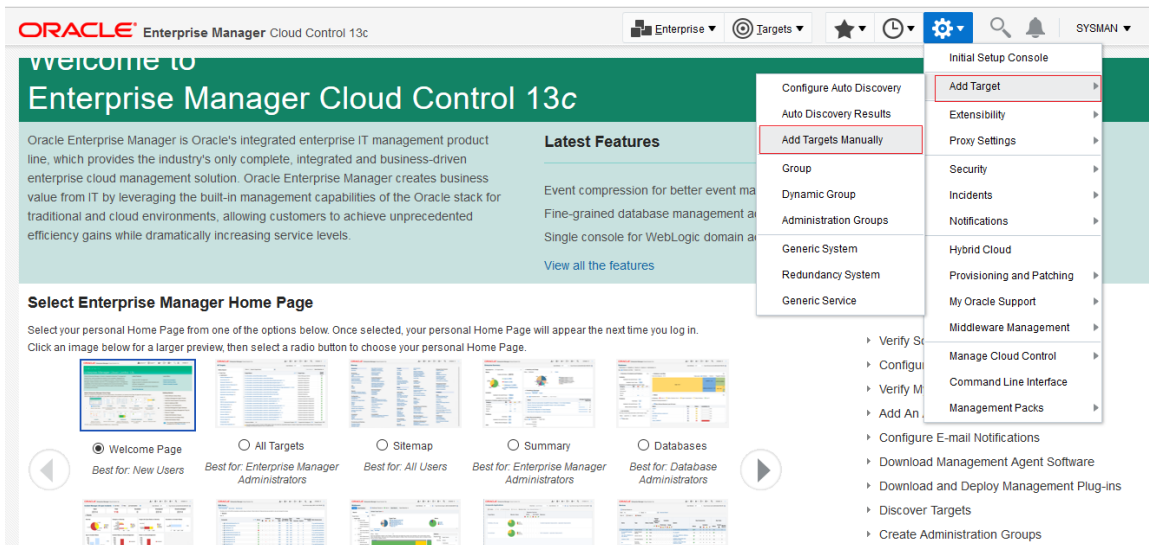 ORACLE® Enterprise Manager Cloud Control 13c
Enterprise ▼
Targets ▼
SYSMAN ▼
Welcome to
Enterprise Manager Cloud Control 13c
Oracle Enterprise Manager is Oracle's integrated enterprise IT management product
line, which provides the industry's only complete, integrated and business-driven
enterprise cloud management solution. Oracle Enterprise Manager creates business
value from IT by leveraging the built-in management capabilities of the Oracle stack for
traditional and cloud environments, allowing customers to achieve unprecedented
efficiency gains while dramatically increasing service levels.
Latest Features
Event compression for better event ma
Fine-grained database management a
Single console for WebLogic domain a
View all the features
Configure Auto Discovery
Auto Discovery Results
Add Targets Manually
Group
Dynamic Group
Administration Groups
Generic System
Redundancy System
Generic Service
Initial Setup Console
Add Target
Extensibility
Proxy Settings
Security
Incidents
Notifications
Hybrid Cloud
Provisioning and Patching
My Oracle Support
Middleware Management
Manage Cloud Control
Command Line Interface
Management Packs
Select Enterprise Manager Home Page
Select your personal Home Page from one of the options below. Once selected, your personal Home Page will appear the next time you log in.
Click an image below for a larger preview, then select a radio button to choose your personal Home Page.
Welcome Page
Best for: New Users
All Targets
Best for: Enterprise Manager
Administrators
Sitemap
Best for: All Users
Summary
Best for: Enterprise Manager
Administrators
Databases
Best for: Database
Administrators
Verify So
Configu
Verify M
Add An
Configure E-mail Notifications
Download Management Agent Software
Download and Deploy Management Plug-ins
Discover Targets
Create Administration Groups